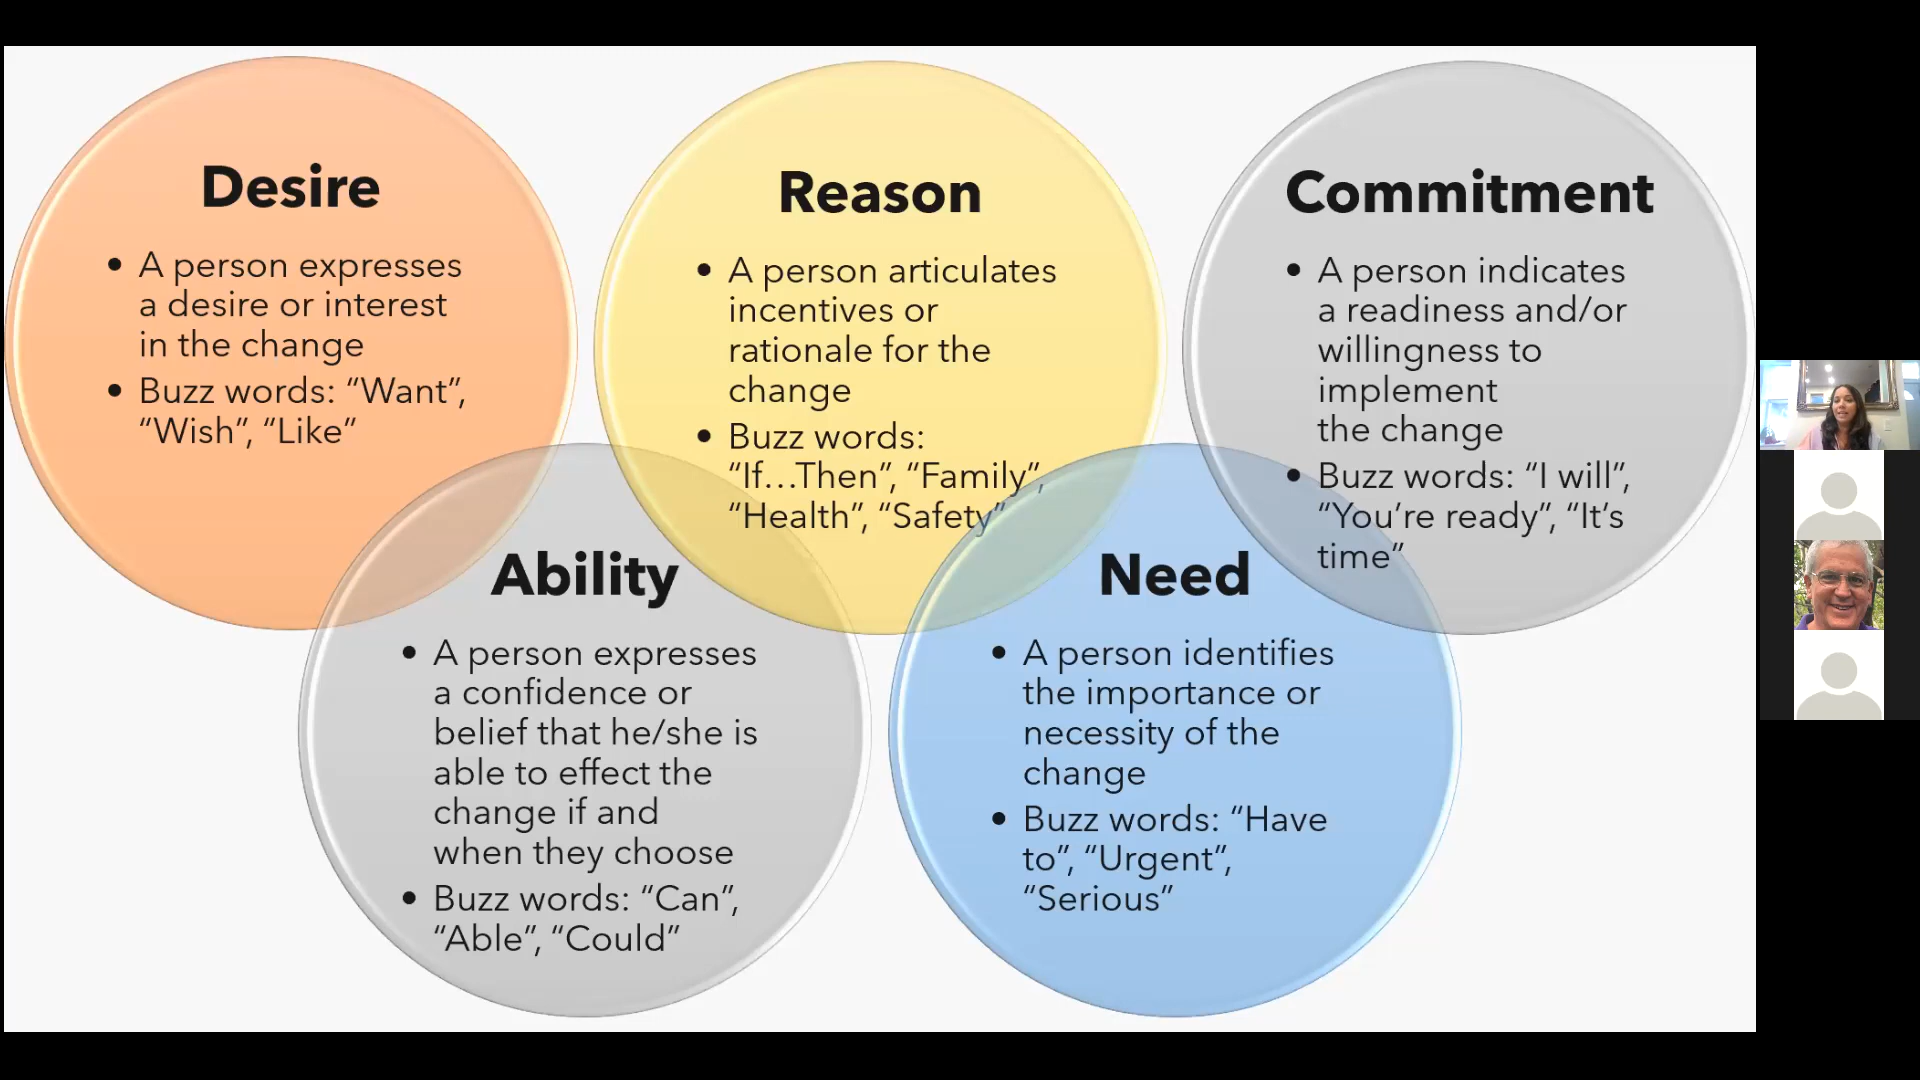 Desire
• A person expresses
a desire or interest
in the change
• Buzz words: “Want”,
“Wish”, “Like”
Ability
• A person expresses
a confidence or
belief that he/she is
able to effect the
change if and
when they choose
• Buzz words: “Can”,
“Able”, “Could”
Reason
• A person articulates
incentives or
rationale for the
change
• Buzz words:
“If…Then”, “Family”,
“Health”, “Safety”
Need
• A person identifies
the importance or
necessity of the
change
• Buzz words: “Have
to”, “Urgent”,
“Serious”
Commitment
• A person indicates
a readiness and/or
willingness to
implement
the change
• Buzz words: “I will”,
“You’re ready”, “It’s
time”